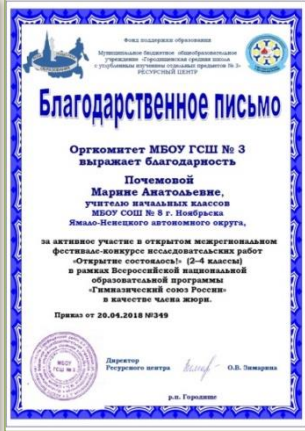 Фонд поддержки образования
Муниципальное бюджетное общеобразовательное
учреждение «Городищенская средняя школа
с углубленным изучением отдельных предметов № 3»
РЕСУРСНЫЙ ЦЕНТР
Благодарственное письмо
Оргкомитет МБОУ ГСШ № 3
выражает благодарность
Почемовой
Марине Анатольевне,
учителю начальных классов
МБОУ СОШ № 8 г. Ноябрьска
Ямало-Ненецкого автономного округа,
за активное участие в открытом межрегиональном
фестивале-конкурсе исследовательских работ
«Открытие состоялось!» (2–4 классы)
в рамках Всероссийской национальной
образовательной программы
«Гимназический союз России»
в качестве члена жюри.
Приказ от 20.04.2018 №349
МБОУ
ГСШ № 3
Директор
Ресурсного центра
О.В. Зимарина
р.п. Городище